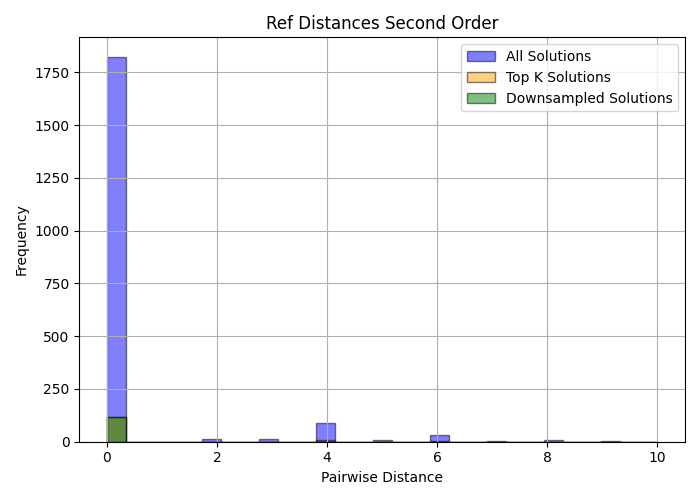 Ref Distances Second Order
All Solutions
Top K Solutions
Downsampled Solutions
1750
1500
1250
1000
750
500
250
0
Frequency
0 2 4 6 8 10
Pairwise Distance